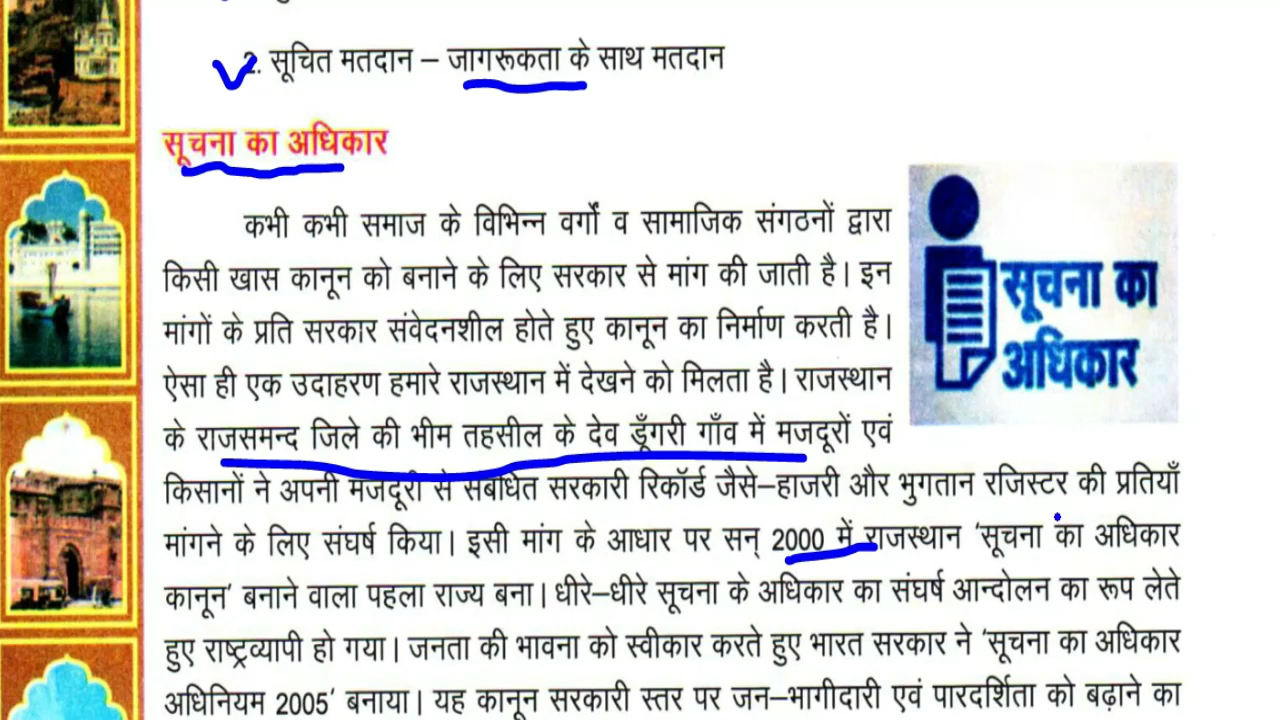 2. सूचित मतदान – जागरूकता के साथ मतदान
सूचना का अधिकार
कभी कभी समाज के विभिन्न वर्गों व सामाजिक संगठनों द्वारा
किसी खास कानून को बनाने के लिए सरकार से मांग की जाती है। इन
मांगों के प्रति सरकार संवेदनशील होते हुए कानून का निर्माण करती है।
ऐसा ही एक उदाहरण हमारे राजस्थान में देखने को मिलता है। राजस्थान
के राजसमन्द जिले की भीम तहसील के देव डूँगरी गाँव में मजदूरों एवं
किसानों ने अपनी मजदूरी से संबंधित सरकारी रिकॉर्ड जैसे–हाजरी और भुगतान रजिस्टर की प्रतियाँ
मांगने के लिए संघर्ष किया। इसी मांग के आधार पर सन् 2000 में राजस्थान 'सूचना का अधिकार
कानून' बनाने वाला पहला राज्य बना। धीरे–धीरे सूचना के अधिकार का संघर्ष आन्दोलन का रूप लेते
हुए राष्ट्रव्यापी हो गया। जनता की भावना को स्वीकार करते हुए भारत सरकार ने 'सूचना का अधिकार
अधिनियम 2005' बनाया। यह कानून सरकारी स्तर पर जन–भागीदारी एवं पारदर्शिता को बढ़ाने का
सूचना का
अधिकार